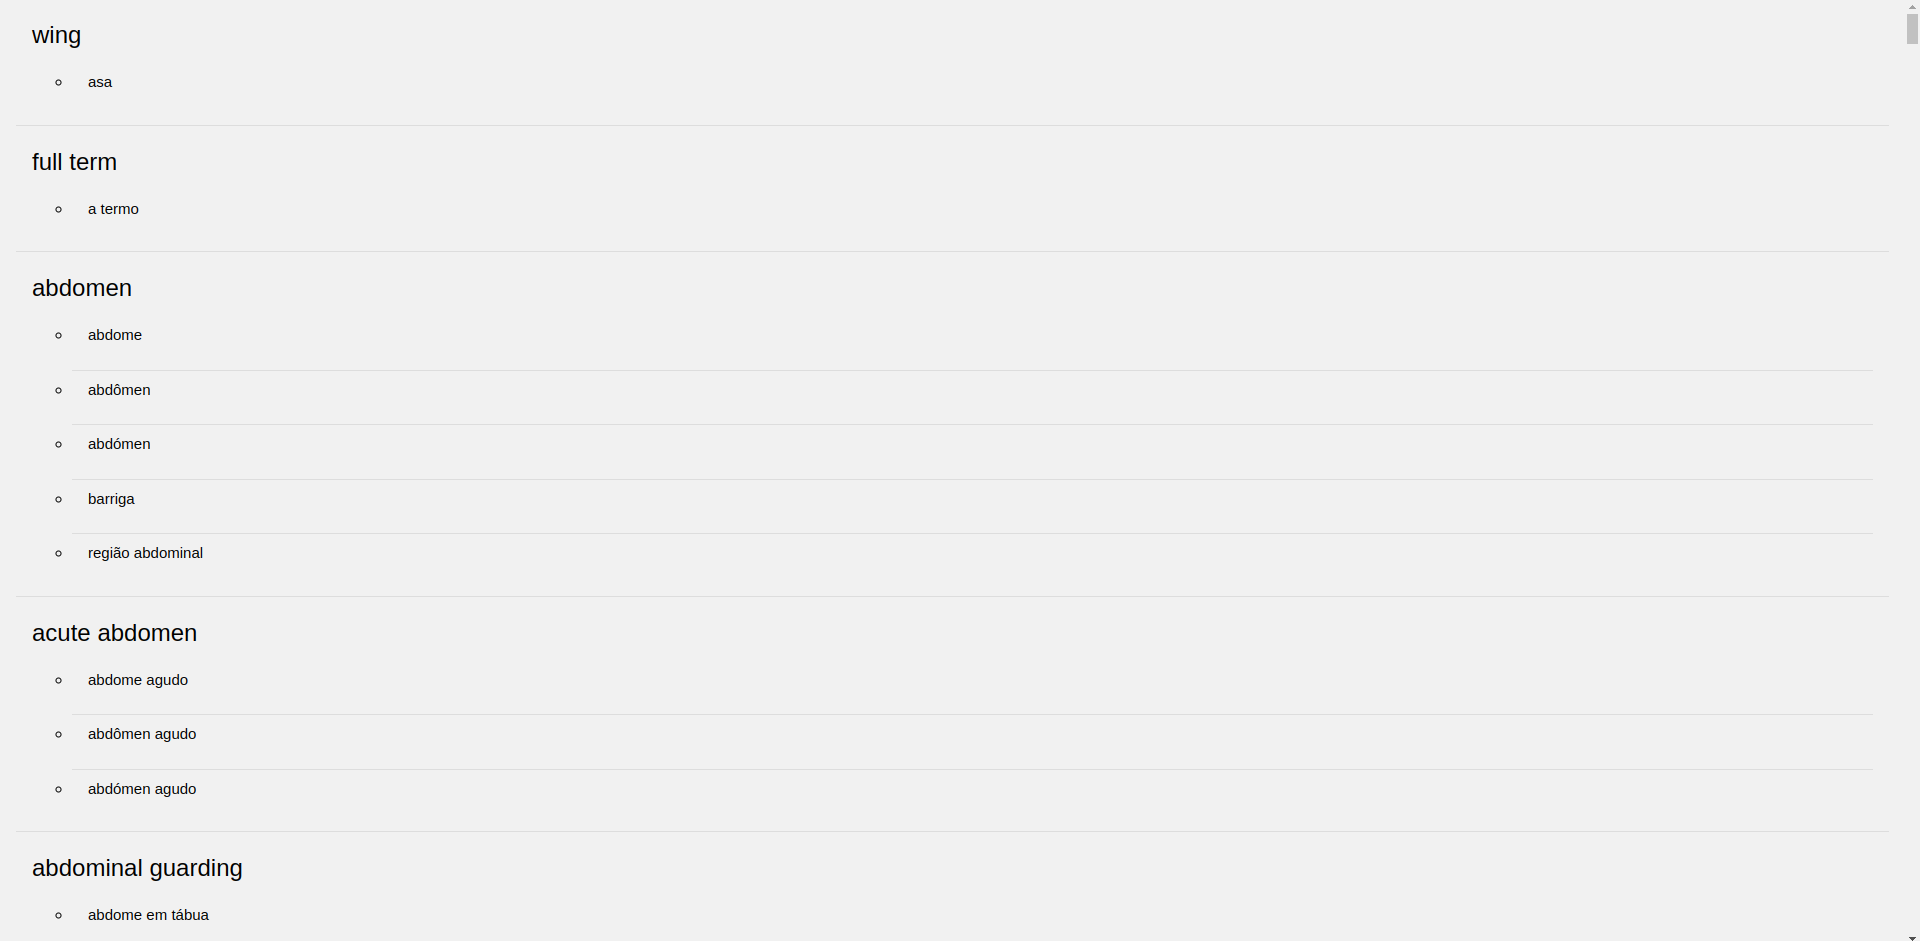 wing
asa
full term
a termo
abdomen
abdome
abdômen
abdómen
barriga
região abdominal
acute abdomen
abdome agudo
abdômen agudo
abdómen agudo
abdominal guarding
abdome em tábua